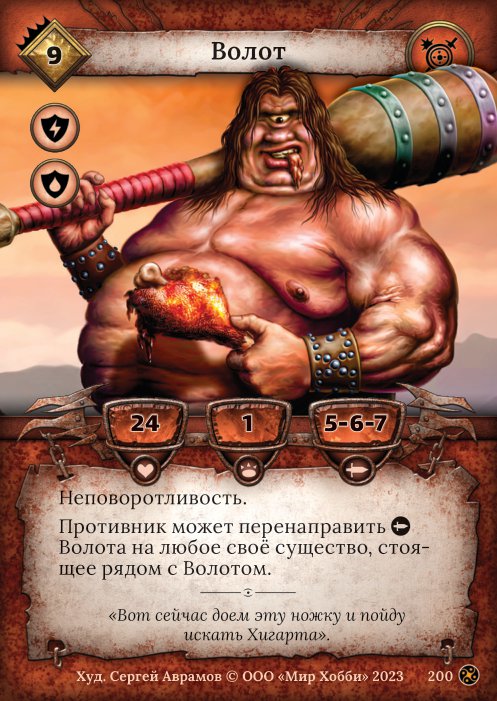 Волот
9
24 1 5-6-7
Неповоротливость.
Противник может перенаправить
Волота на любое своё существо, стоя-
щее рядом с Волотом.
«Вот сейчас доем эту ножку и пойду
искать Хигарта».
Худ. Сергей Аврамов © ООО «Мир Хобби» 2023 200